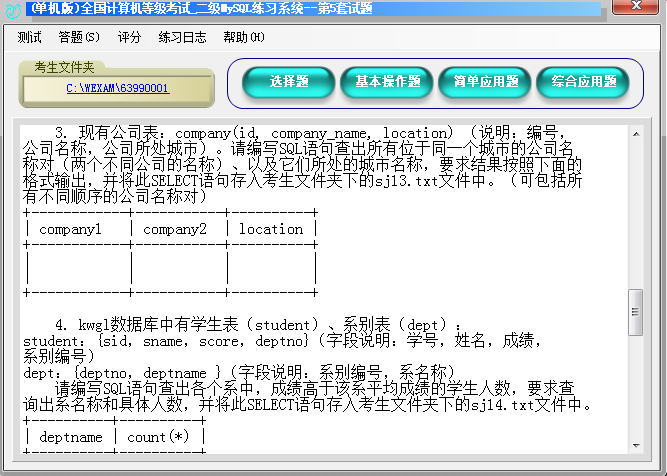 (单机版)全国计算机等级考试_二级MySQL练习系统--第5套试题
测试 答题(S) 评分 练习日志 帮助(H)
考生文件夹
C:\WEXAM\63990001
选择题 基本操作题 简单应用题 综合应用题
3. 现有公司表：company(id, company_name, location) （说明：编号，
公司名称，公司所处城市）。请编写SQL语句查出所有位于同一个城市的公司名
称对（两个不同公司的名称）、以及它们所处的城市名称，要求结果按照下面的
格式输出，并将此SELECT语句存入考生文件夹下的sj13.txt文件中。（可包括所
有不同顺序的公司名称对）
+----------+----------+----------+
| company1 | company2 | location |
+----------+----------+----------+
| | | |
| | | |
+----------+----------+----------+
4. kwgl数据库中有学生表（student）、系别表（dept）：
student：{sid, sname, score, deptno}(字段说明：学号，姓名，成绩，
系别编号)
dept：{deptno, deptname }(字段说明：系别编号，系名称)
请编写SQL语句查出各个系中，成绩高于该系平均成绩的学生人数，要求查
询出系名称和具体人数，并将此SELECT语句存入考生文件夹下的sj14.txt文件中。
+----------+----------+
| deptname | count(*) |
+----------+----------+